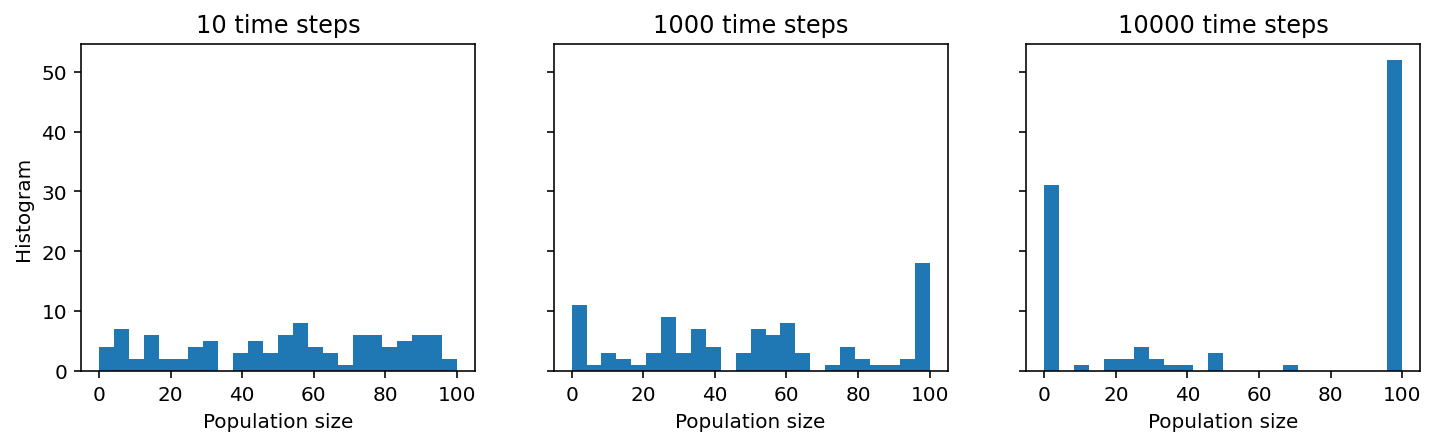 10 time steps
1000 time steps
10000 time steps
Histogram
50
40
30
20
10
0
0 20 40 60 80 100
0 20 40 60 80 100
0 20 40 60 80 100
Population size
Population size
Population size